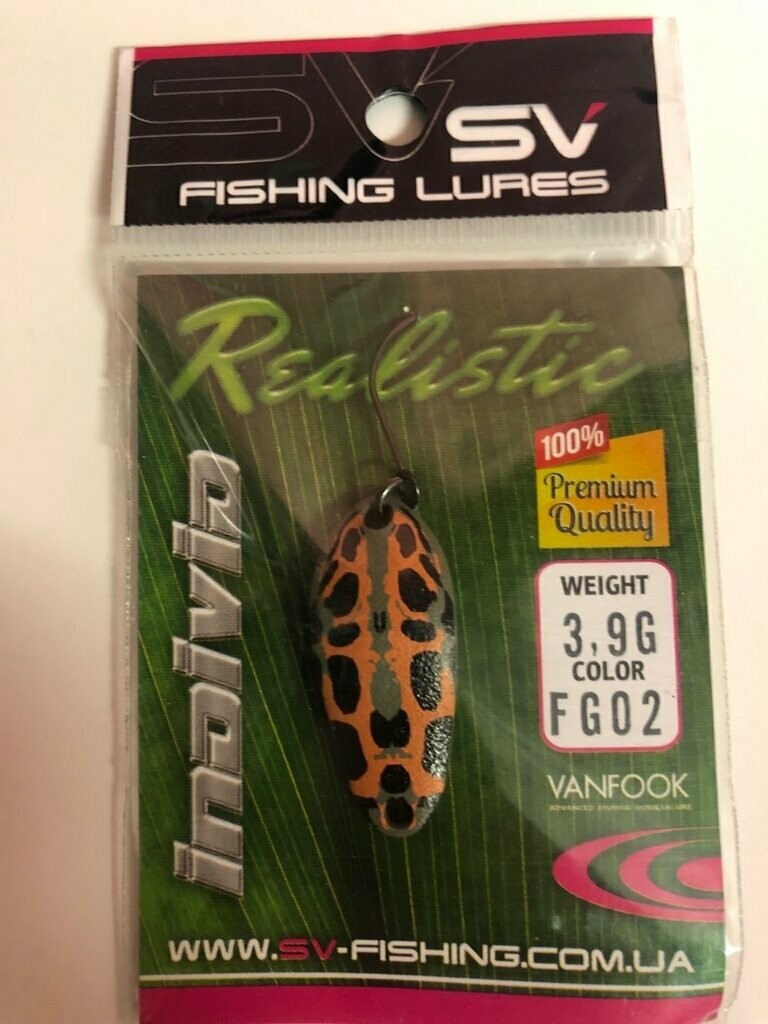 SV
SV
FISHING LURES
Realistic
INDIVID
100%
Premium
Quality
WEIGHT
3,9G
COLOR
FG02
VANFOOK
WWW.SV-FISHING.COM.UA